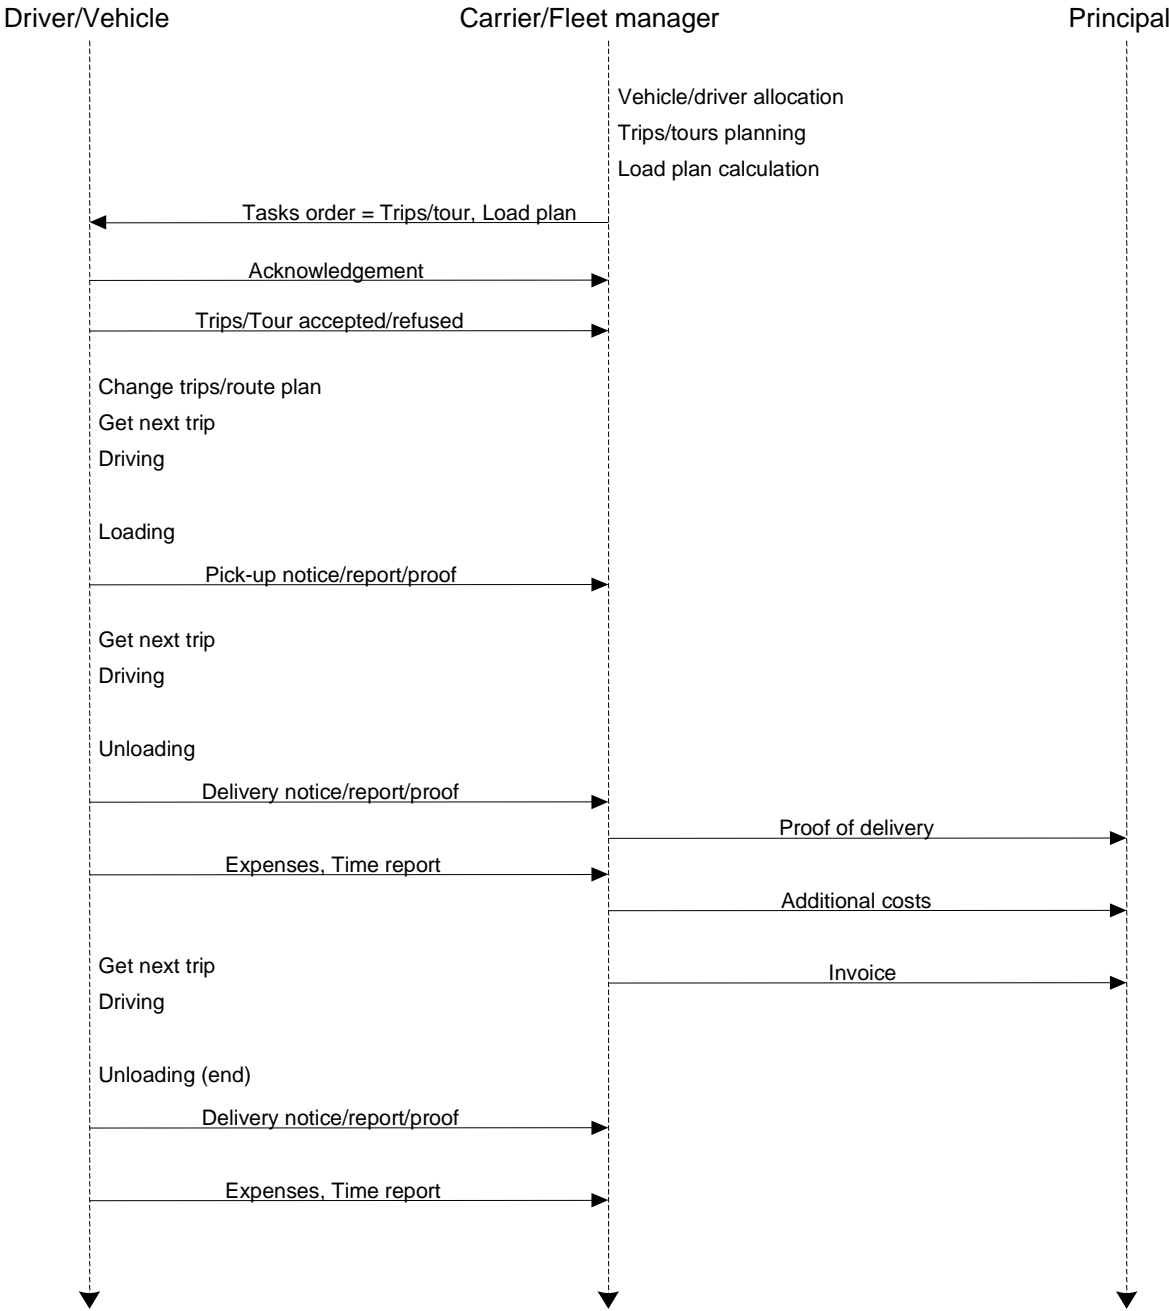 Driver/Vehicle
Carrier/Fleet manager
Principal
Vehicle/driver allocation
Trips/tours planning
Load plan calculation
Tasks order = Trips/tour, Load plan
Acknowledgement
Trips/Tour accepted/refused
Change trips/route plan
Get next trip
Driving
Loading
Pick-up notice/report/proof
Get next trip
Driving
Unloading
Delivery notice/report/proof
Proof of delivery
Expenses, Time report
Additional costs
Get next trip
Invoice
Driving
Unloading (end)
Delivery notice/report/proof
Expenses, Time report